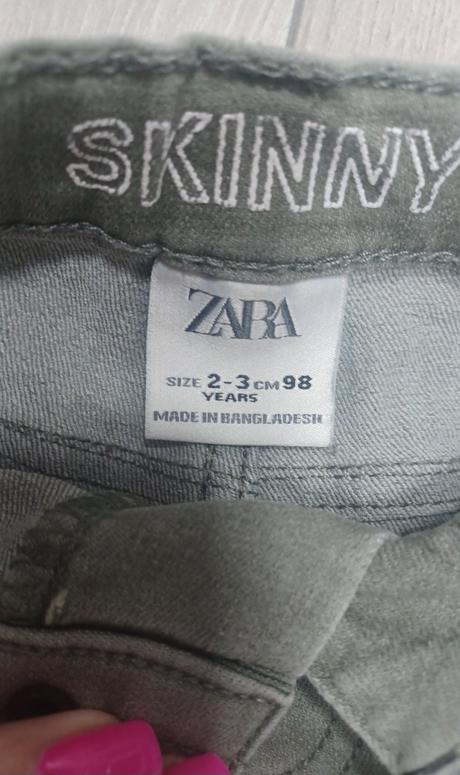 SKINNY
ZARA
SIZE 2-3 CM 98
YEARS
MADE IN BANGLADESH